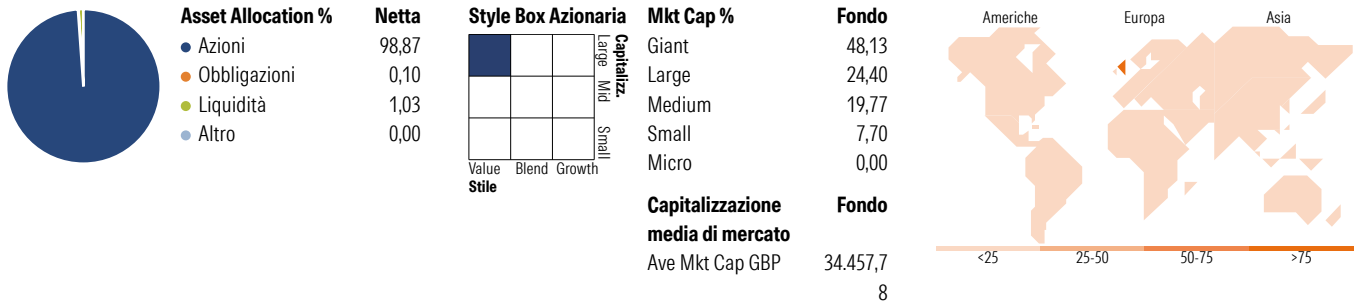 Asset Allocation % Netta
Azioni 98,87
Obbligazioni 0,10
Liquidità 1,03
Altro 0,00
Style Box Azionaria
Capitalizz.
Large Mid Small
Value Blend Growth
Stile
Mkt Cap % Fondo
Giant 48,13
Large 24,40
Medium 19,77
Small 7,70
Micro 0,00
Capitalizzazione Fondo
media di mercato
Ave Mkt Cap GBP 34.457,7
8
Americhe Europa Asia
<25 25-50 50-75 >75